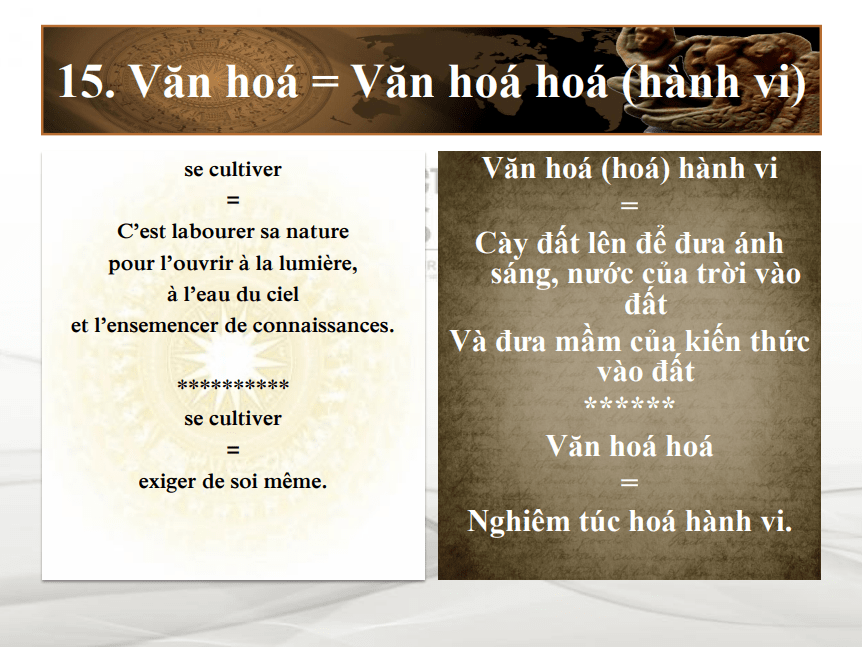 15. Văn hoá = Văn hoá hoá (hành vi)
se cultiver
=
C’est labourer sa nature
pour l’ouvrir à la lumière,
à l’eau du ciel
et l’ensemencer de connaissances.
**********
se cultiver
=
exiger de soi même.
Văn hoá (hoá) hành vi
=
Cày đất lên để đưa ánh
sáng, nước của trời vào
đất
Và đưa mầm của kiến thức
vào đất
******
Văn hoá hoá
=
Nghiêm túc hoá hành vi.